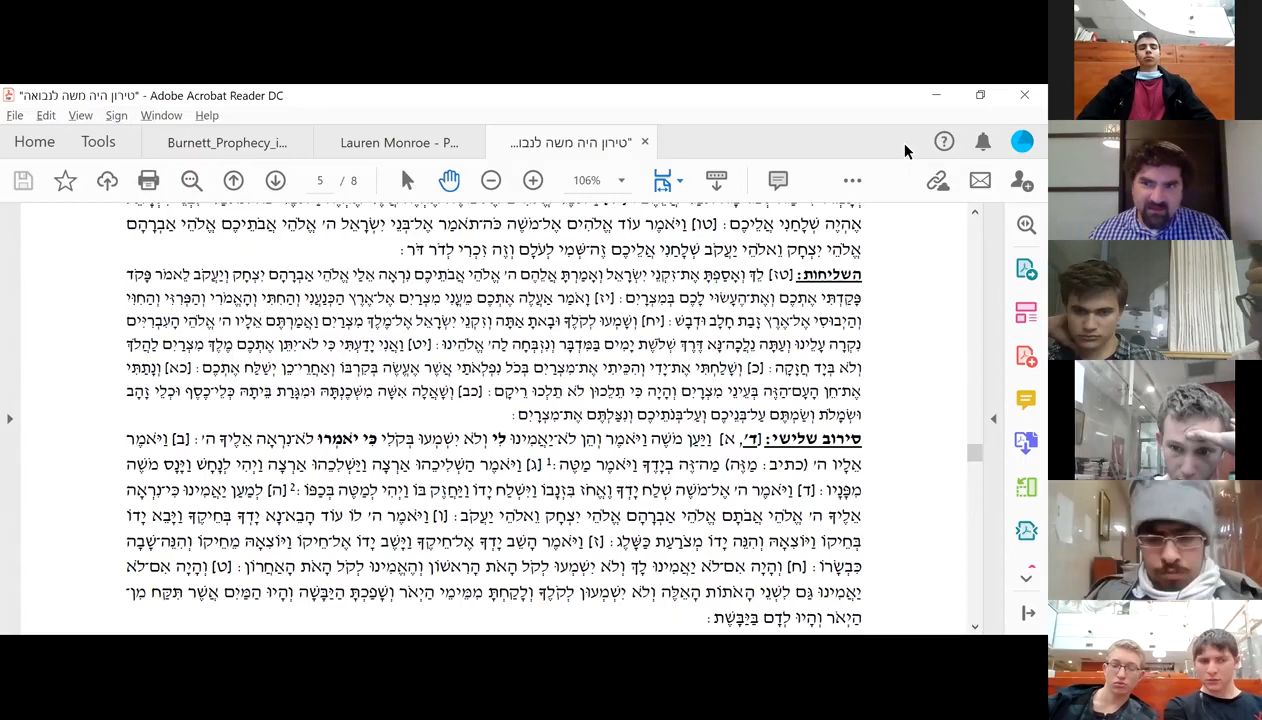 "טירון היה משה לנבואה" - Adobe Acrobat Reader DC
File Edit View Sign Window Help
Home Tools Burnett_Prophecy_i... Lauren Monroe - P... "טירון היה משה לנבו...
5 / 8 106%
אֶהְיֶה שְׁלָחַנִי אֲלֵיכֶם: [טו] וַיֹּאמֶר עוֹד אֱלֹהִים אֶל־מֹשֶׁה כֹּה־תֹאמַר אֶל־בְּנֵי יִשְׂרָאֵל ה' אֱלֹהֵי אֲבֹתֵיכֶם אֱלֹהֵי אַבְרָהָם
אֱלֹהֵי יִצְחָק וֵאלֹהֵי יַעֲקֹב שְׁלָחַנִי אֲלֵיכֶם זֶה־שְּׁמִי לְעֹלָם וְזֶה זִכְרִי לְדֹר דֹּר:
השליחות: [טז] לֵךְ וְאָסַפְתָּ אֶת־זִקְנֵי יִשְׂרָאֵל וְאָמַרְתָּ אֲלֵהֶם ה' אֱלֹהֵי אֲבֹתֵיכֶם נִרְאָה אֵלַי אֱלֹהֵי אַבְרָהָם יִצְחָק וְיַעֲקֹב לֵאמֹר פָּקֹד
פָּקַדְתִּי אֶתְכֶם וְאֶת־הֶעָשׂוּי לָכֶם בְּמִצְרָיִם: [יז] וָאֹמַר אַעֲלֶה אֶתְכֶם מֵעֳנִי מִצְרַיִם אֶל־אֶרֶץ הַכְּנַעֲנִי וְהַחִתִּי וְהָאֱמֹרִי וְהַפְּרִזִּי וְהַחִוִּי
וְהַיְבוּסִי אֶל־אֶרֶץ זָבַת חָלָב וּדְבָשׁ: [יח] וְשָׁמְעוּ לְקֹלֶךָ וּבָאתָ אַתָּה וְזִקְנֵי יִשְׂרָאֵל אֶל־מֶלֶךְ מִצְרַיִם וַאֲמַרְתֶּם אֵלָיו ה' אֱלֹהֵי הָעִבְרִיִּים
נִקְרָה עָלֵינוּ וְעַתָּה נֵלֲכָה־נָּא דֶּרֶךְ שְׁלֹשֶׁת יָמִים בַּמִּדְבָּר וְנִזְבְּחָה לַה' אֱלֹהֵינוּ: [יט] וַאֲנִי יָדַעְתִּי כִּי לֹא־יִתֵּן אֶתְכֶם מֶלֶךְ מִצְרַיִם לַהֲלֹךְ
וְלֹא בְּיָד חֲזָקָה: [כ] וְשָׁלַחְתִּי אֶת־יָדִי וְהִכֵּיתִי אֶת־מִצְרַיִם בְּכֹל נִפְלְאֹתַי אֲשֶׁר אֶעֱשֶׂה בְּקִרְבּוֹ וְאַחֲרֵי־כֵן יְשַׁלַּח אֶתְכֶם: [כא] וְנָתַתִּי
אֶת־חֵן הָעָם־הַזֶּה בְּעֵינֵי מִצְרָיִם וְהָיָה כִּי תֵלֵכוּן לֹא תֵלְכוּ רֵיקָם: [כב] וְשָׁאֲלָה אִשָּׁה מִשְּׁכֶנְתָּהּ וּמִגָּרַת בֵּיתָהּ כְּלֵי־כֶסֶף וּכְלֵי זָהָב
וּשְׂמָלֹת וְשַׂמְתֶּם עַל־בְּנֵיכֶם וְעַל־בְּנֹתֵיכֶם וְנִצַּלְתֶּם אֶת־מִצְרָיִם:
סירוב שלישי: [ד', א] וַיַּעַן מֹשֶׁה וַיֹּאמֶר וְהֵן לֹא־יַאֲמִינוּ לִי וְלֹא יִשְׁמְעוּ בְּקֹלִי כִּי יֹאמְרוּ לֹא־נִרְאָה אֵלֶיךָ ה': [ב] וַיֹּאמֶר
אֵלָיו ה' (כתיב: מַזֶּה) מַה־זֶּה בְיָדֶךָ וַיֹּאמֶר מַטֶּה:1 [ג] וַיֹּאמֶר הַשְׁלִיכֵהוּ אַרְצָה וַיַּשְׁלִכֵהוּ אַרְצָה וַיְהִי לְנָחָשׁ וַיָּנָס מֹשֶׁה
מִפָּנָיו: [ד] וַיֹּאמֶר ה' אֶל־מֹשֶׁה שְׁלַח יָדְךָ וֶאֱחֹז בִּזְנָבוֹ וַיִּשְׁלַח יָדוֹ וַיַּחֲזֶק בּוֹ וַיְהִי לְמַטֶּה בְּכַפּוֹ:2 [ה] לְמַעַן יַאֲמִינוּ כִּי־נִרְאָה
אֵלֶיךָ ה' אֱלֹהֵי אֲבֹתָם אֱלֹהֵי אַבְרָהָם אֱלֹהֵי יִצְחָק וֵאלֹהֵי יַעֲקֹב: [ו] וַיֹּאמֶר ה' לוֹ עוֹד הָבֵא־נָא יָדְךָ בְּחֵיקֶךָ וַיָּבֵא יָדוֹ
בְּחֵיקוֹ וַיּוֹצִאָהּ וְהִנֵּה יָדוֹ מְצֹרַעַת כַּשָּׁלֶג: [ז] וַיֹּאמֶר הָשֵׁב יָדְךָ אֶל־חֵיקֶךָ וַיָּשֶׁב יָדוֹ אֶל־חֵיקוֹ וַיּוֹצִאָהּ מֵחֵיקוֹ וְהִנֵּה־שָׁבָה
כִּבְשָׂרוֹ: [ח] וְהָיָה אִם־לֹא יַאֲמִינוּ לָךְ וְלֹא יִשְׁמְעוּ לְקֹל הָאֹת הָרִאשׁוֹן וְהֶאֱמִינוּ לְקֹל הָאֹת הָאַחֲרוֹן: [ט] וְהָיָה אִם־לֹא
יַאֲמִינוּ גַּם לִשְׁנֵי הָאֹתוֹת הָאֵלֶּה וְלֹא יִשְׁמְעוּן לְקֹלֶךָ וְלָקַחְתָּ מִמֵּימֵי הַיְאֹר וְשָׁפַכְתָּ הַיַּבָּשָׁה וְהָיוּ הַמַּיִם אֲשֶׁר תִּקַּח מִן־
הַיְאֹר וְהָיוּ לְדָם בַּיַּבָּשֶׁת: